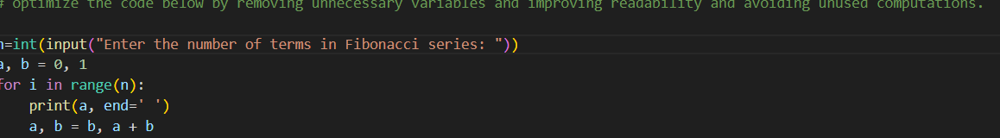 # optimize the code below by removing unnecessary variables and improving readability and avoiding unused computations.
n=int(input("Enter the number of terms in Fibonacci series: "))
a, b = 0, 1
for i in range(n):
    print(a, end=' ')
    a, b = b, a + b